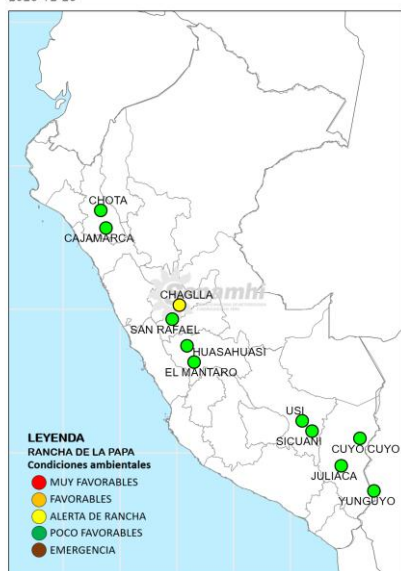 CHOTA
CAJAMARCA
Senamhi
CHAGLLA
SAN RAFAEL
HUASAHUASI
EL MANTARO
USI
SICUANI
CUYO CUYO
JULIACA
YUNGUYO
LEYENDA
RANCHA DE LA PAPA
Condiciones ambientales
MUY FAVORABLES
FAVORABLES
ALERTA DE RANCHA
POCO FAVORABLES
EMERGENCIA